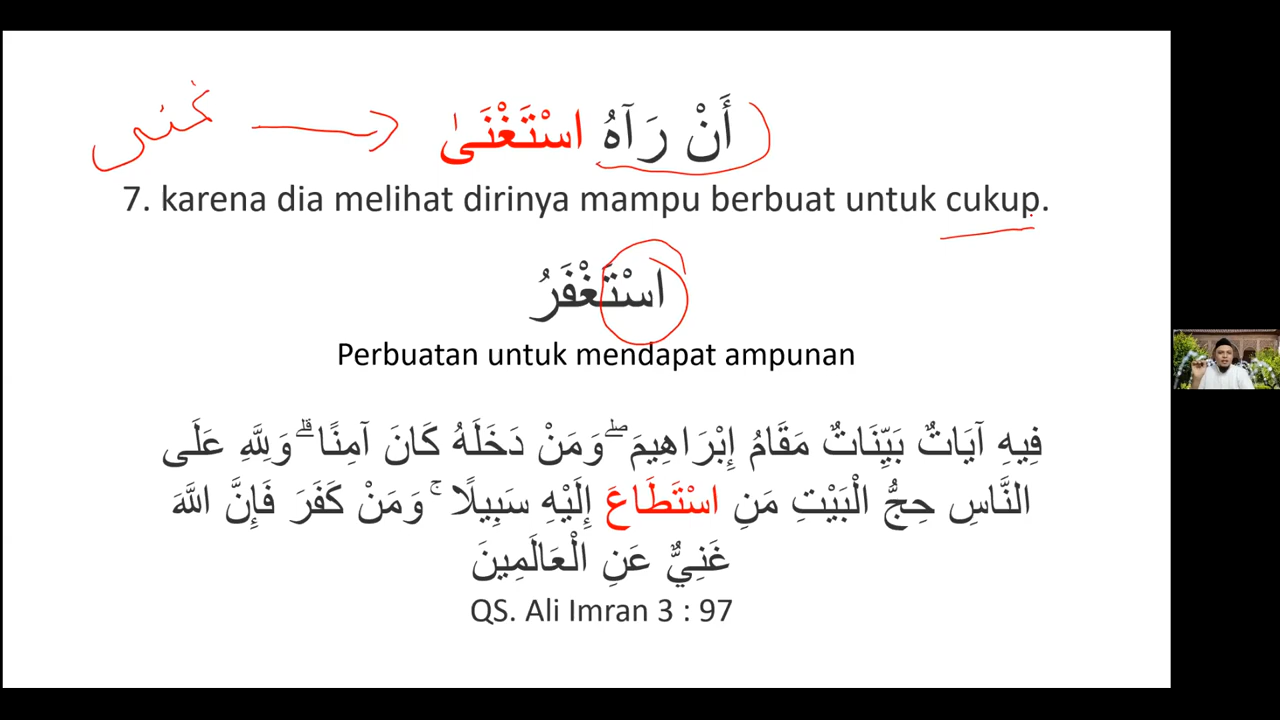 أَنْ رَآهُ اسْتَغْنَىٰ
غنى
7. karena dia melihat dirinya mampu berbuat untuk cukup.
اسْتَغْفَرُ
Perbuatan untuk mendapat ampunan
فِيهِ آيَاتٌ بَيِّنَاتٌ مَقَامُ إِبْرَاهِيمَ ۖ وَمَنْ دَخَلَهُ كَانَ آمِنًا ۗ وَلِلَّهِ عَلَى
النَّاسِ حِجُّ الْبَيْتِ مَنِ اسْتَطَاعَ إِلَيْهِ سَبِيلًا ۚ وَمَنْ كَفَرَ فَإِنَّ اللَّهَ
غَنِيٌّ عَنِ الْعَالَمِينَ
QS. Ali Imran 3 : 97